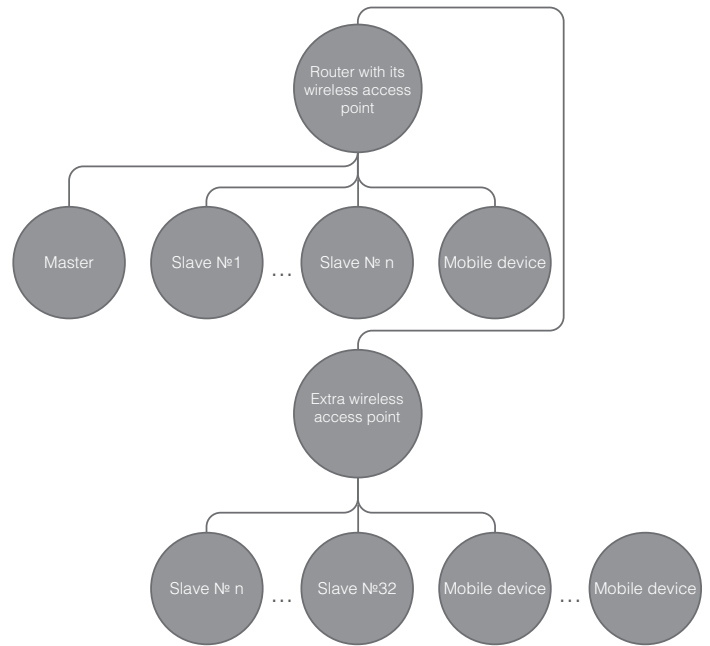 Router with its
wireless access
point
Master
Slave №1
...
Slave № n
Mobile device
Extra wireless
access point
Slave № n
...
Slave №32
Mobile device
...
Mobile device